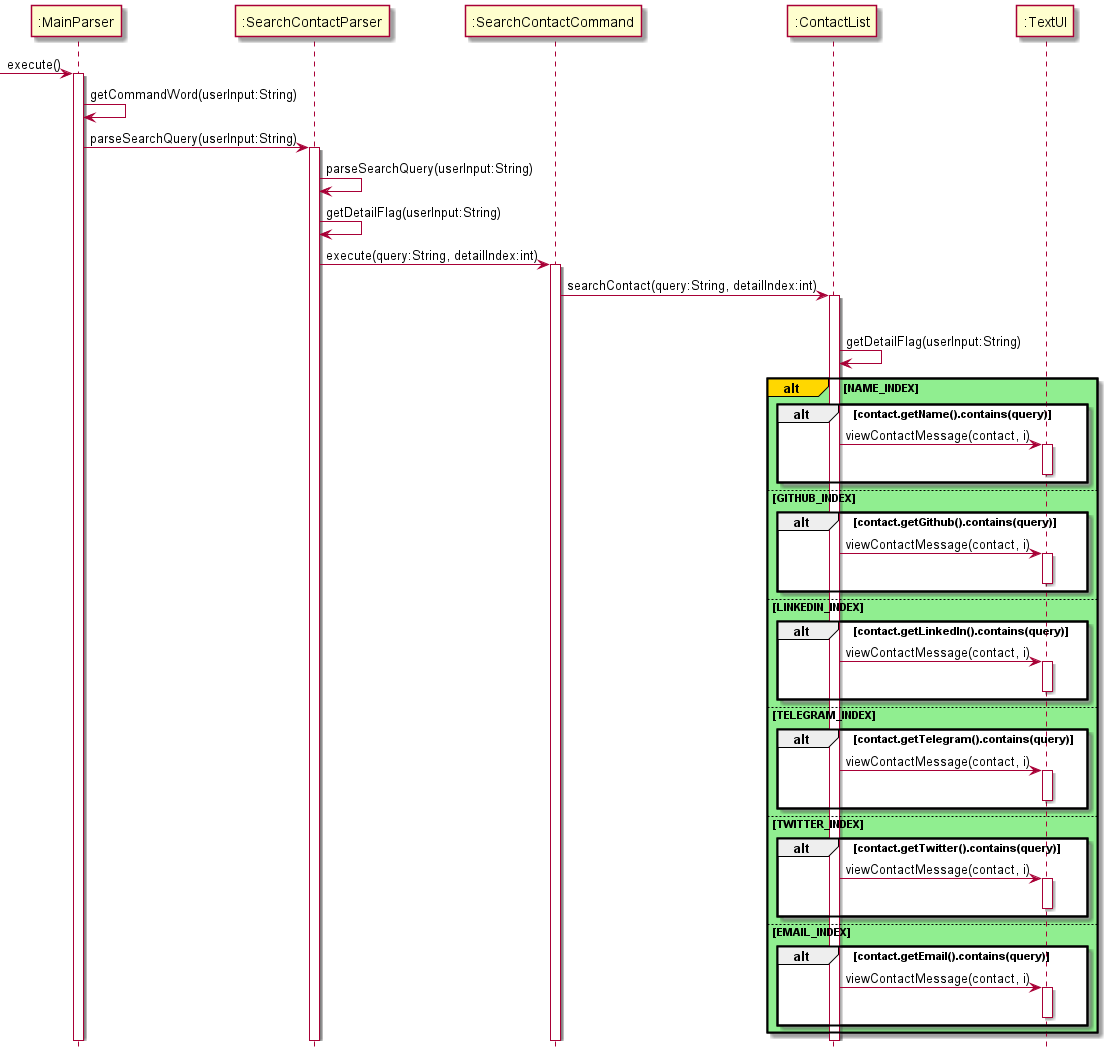 :MainParser
:SearchContactParser
:SearchContactCommand
:ContactList
:TextUI
execute()
getCommandWord(userInput:String)
parseSearchQuery(userInput:String)
parseSearchQuery(userInput:String)
getDetailFlag(userInput:String)
execute(query:String, detailIndex:int)
searchContact(query:String, detailIndex:int)
getDetailFlag(userInput:String)
alt [NAME_INDEX]
alt [contact.getName().contains(query)]
viewContactMessage(contact, i)
[GITHUB_INDEX]
alt [contact.getGithub().contains(query)]
viewContactMessage(contact, i)
[LINKEDIN_INDEX]
alt [contact.getLinkedIn().contains(query)]
viewContactMessage(contact, i)
[TELEGRAM_INDEX]
alt [contact.getTelegram().contains(query)]
viewContactMessage(contact, i)
[TWITTER_INDEX]
alt [contact.getTwitter().contains(query)]
viewContactMessage(contact, i)
[EMAIL_INDEX]
alt [contact.getEmail().contains(query)]
viewContactMessage(contact, i)